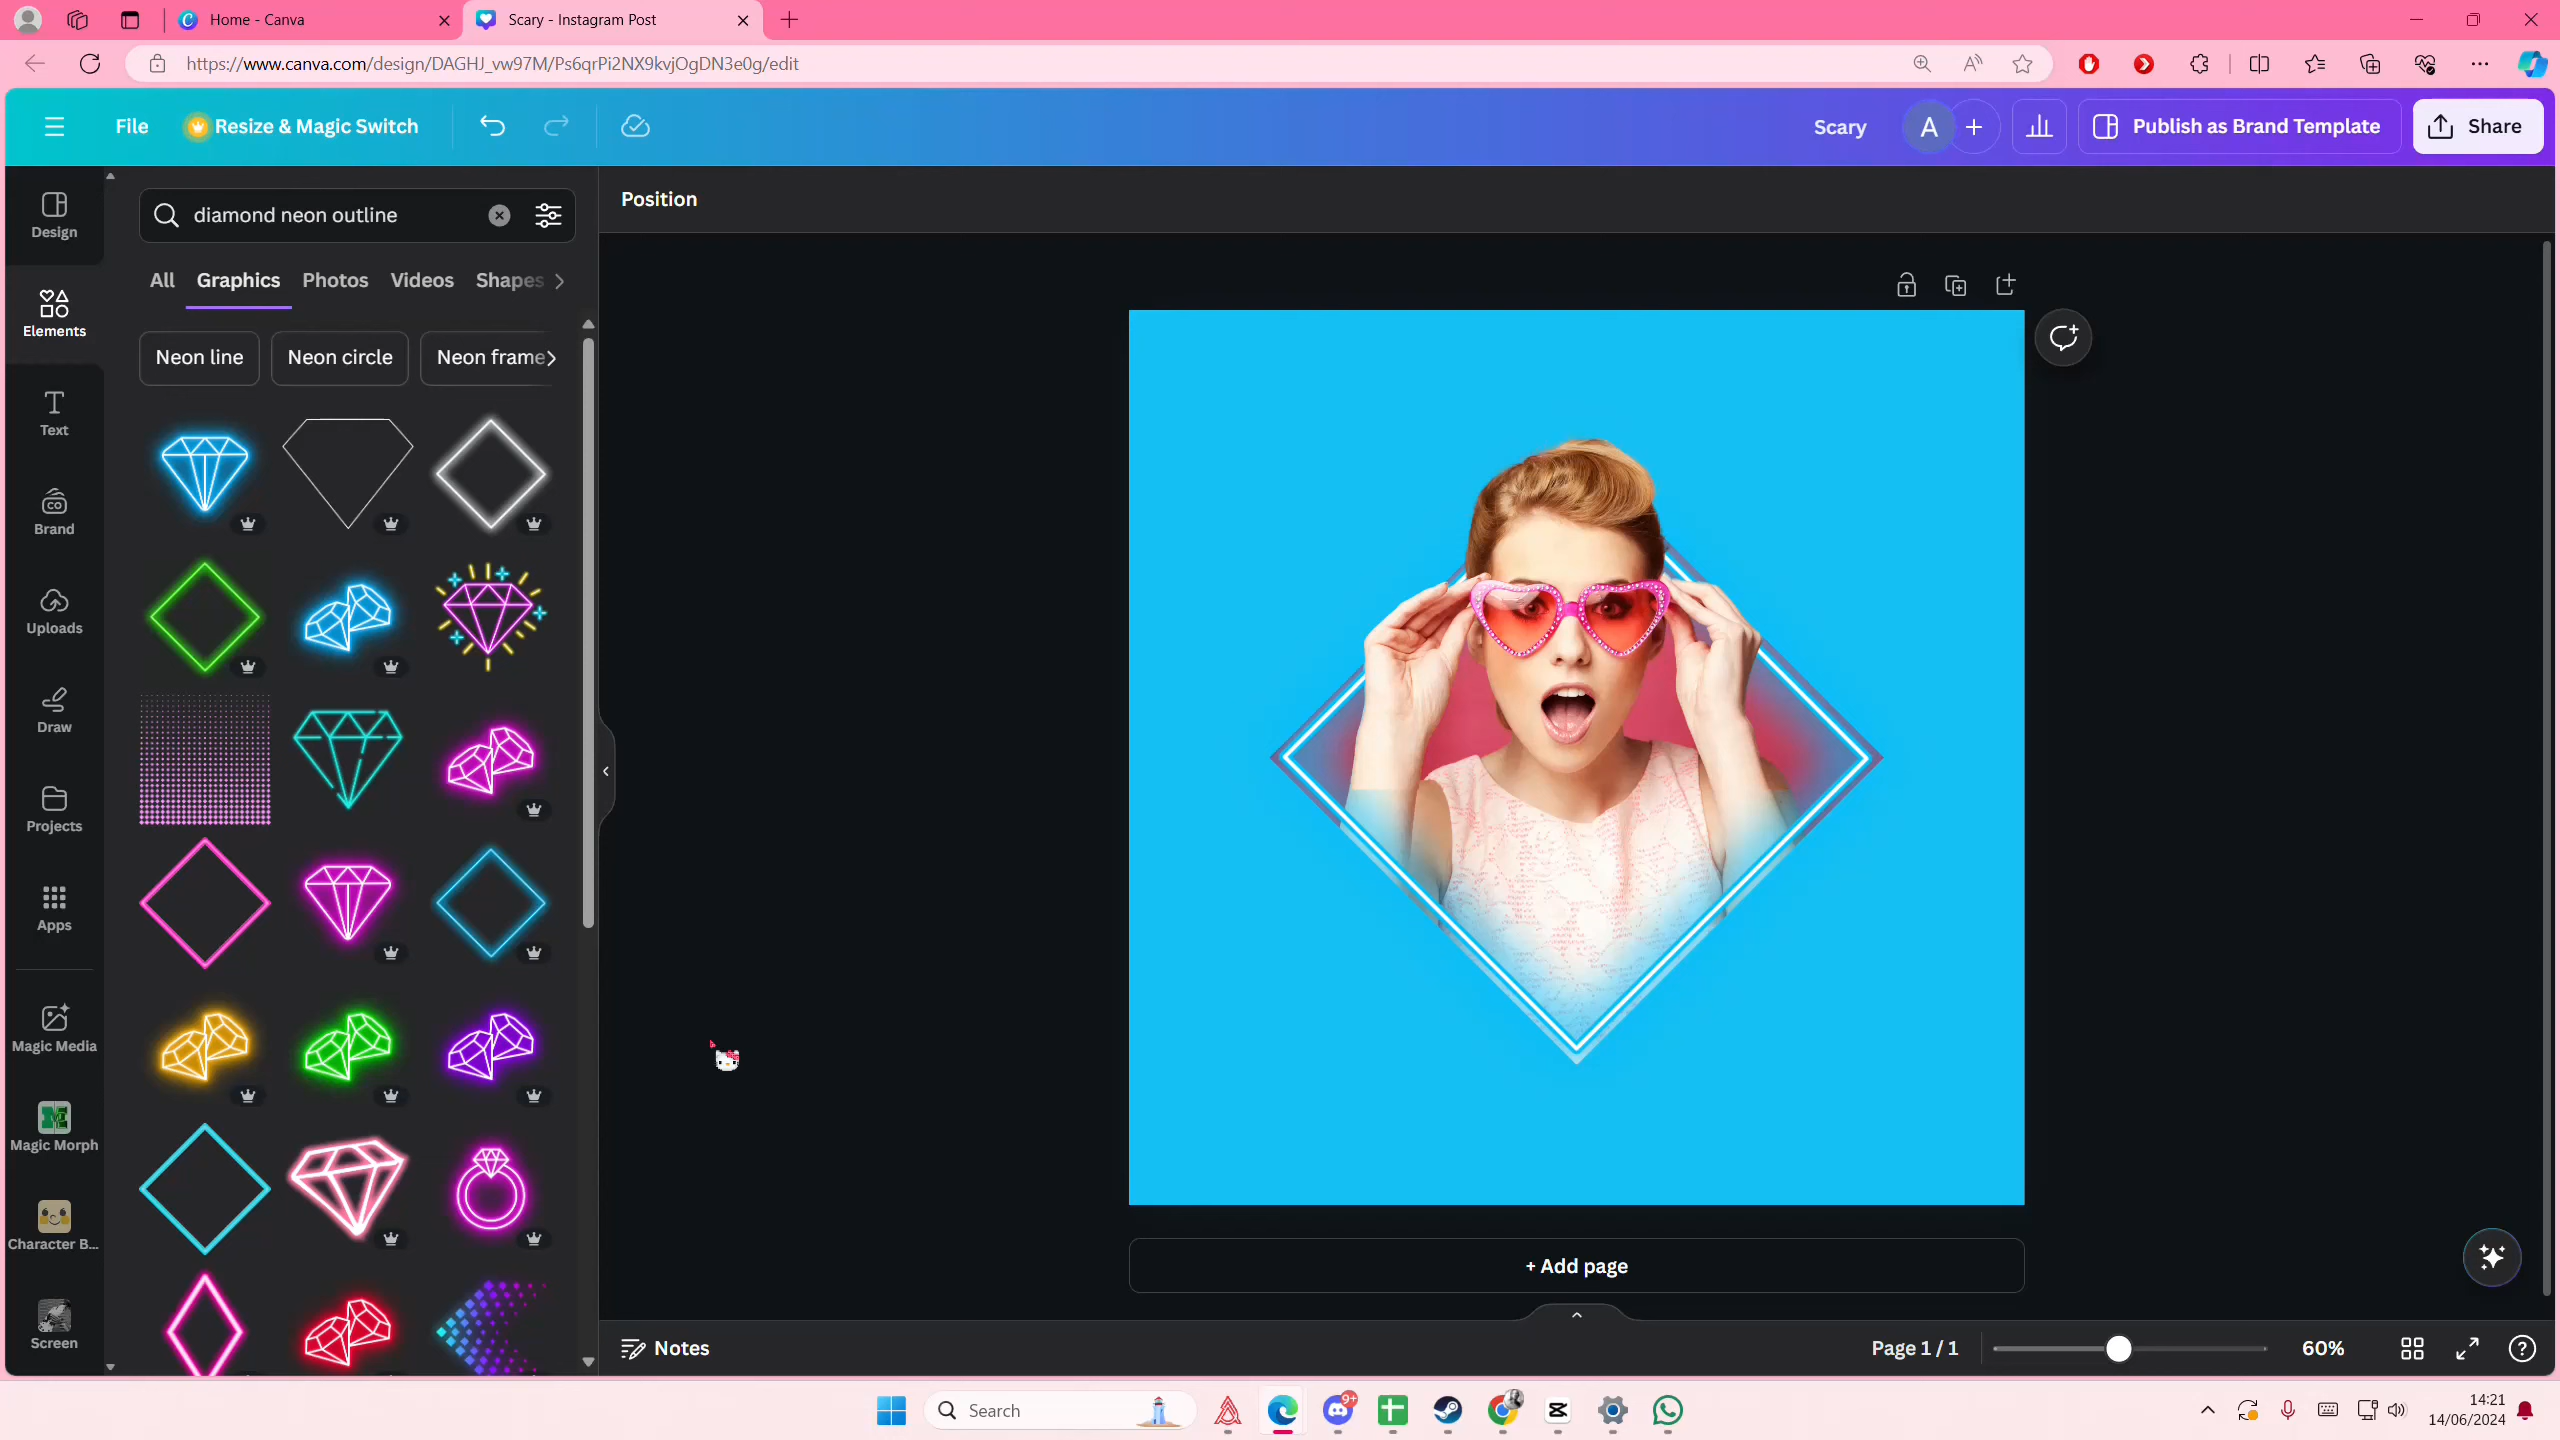 Home - Canva
Scary - Instagram Post
https://www.canva.com/design/DAGHJ_vw97M/Ps6qrPi2NX9kvjOgDN3e0g/edit
File
Resize & Magic Switch
Scary
A
Publish as Brand Template
Share
Design
Elements
Text
Brand
Uploads
Draw
Projects
Apps
Magic Media
Magic Morph
Character B...
Screen
diamond neon outline
All
Graphics
Photos
Videos
Shapes
Neon line
Neon circle
Neon frame
Position
+ Add page
Notes
Page 1 / 1
60%
Search
9+
14:21
14/06/2024